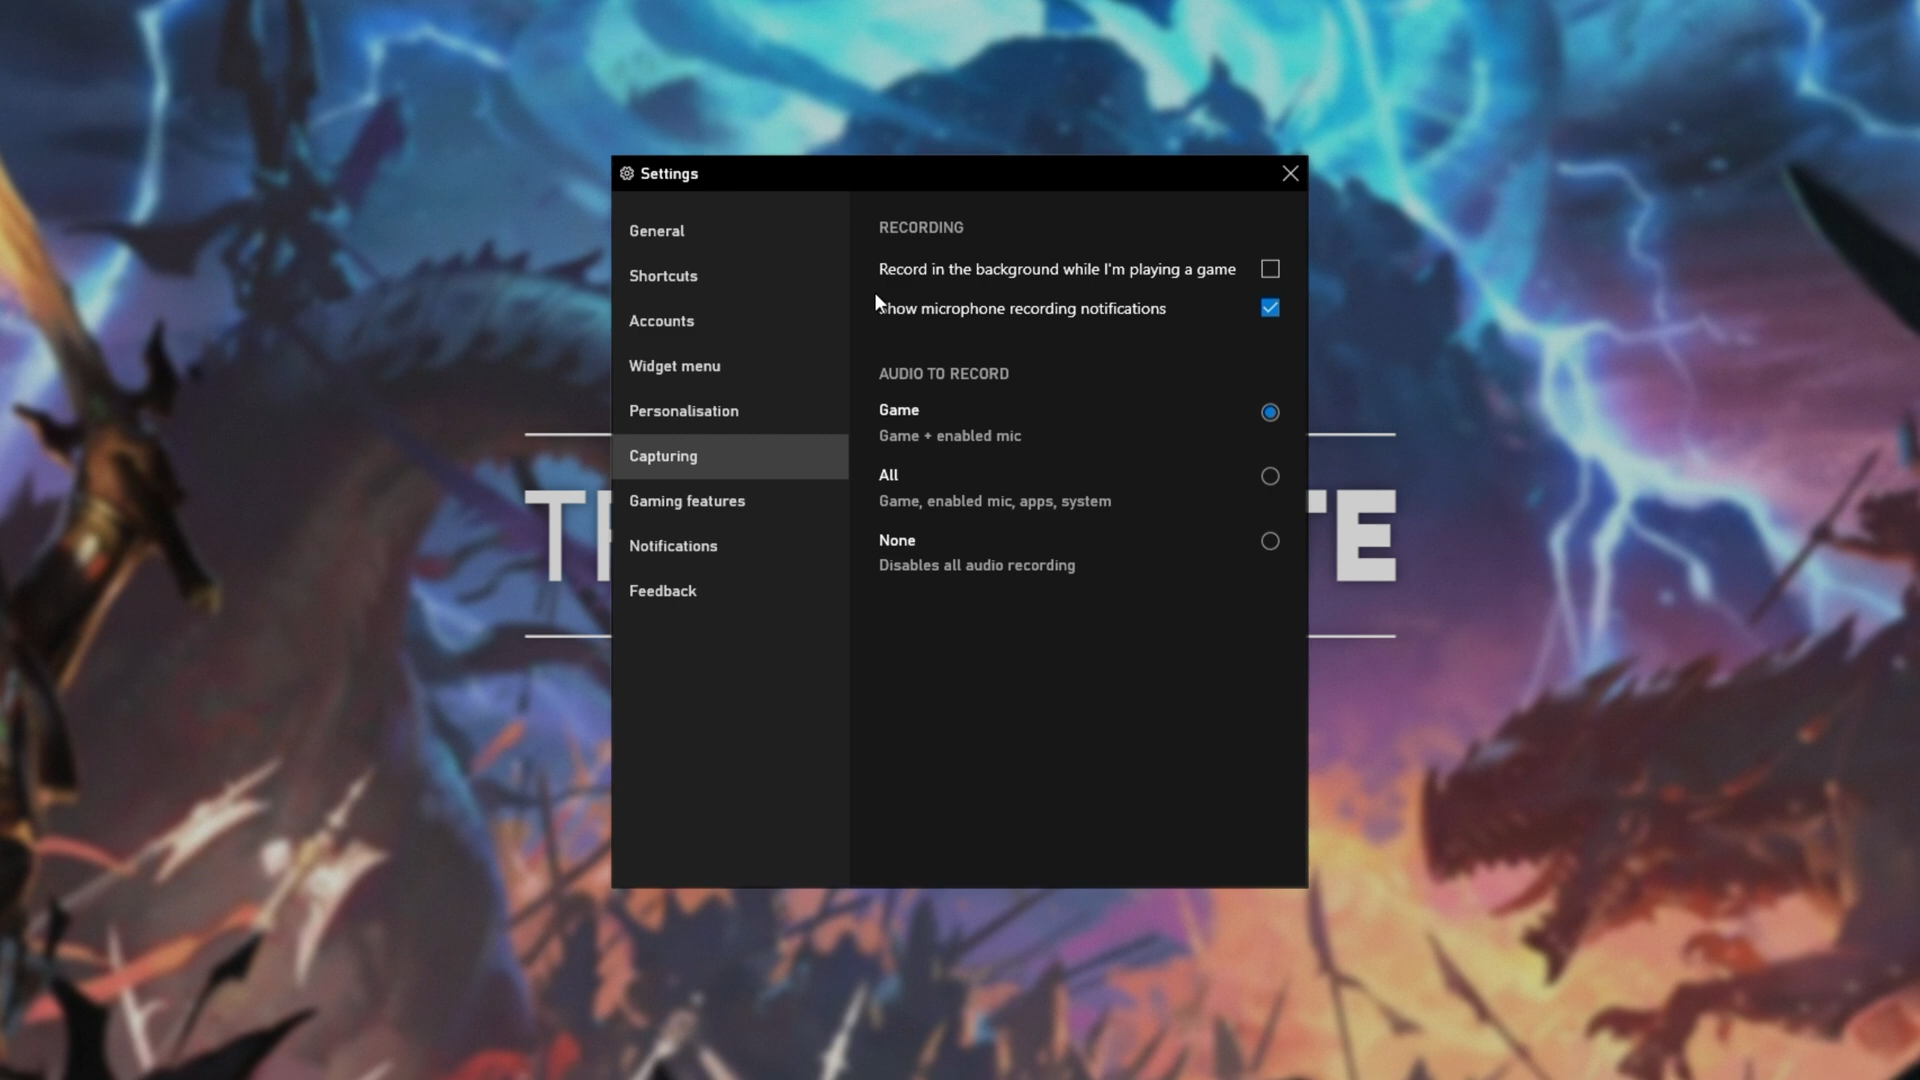 Settings
General
Shortcuts
Accounts
Widget menu
Personalisation
Capturing
Gaming features
Notifications
Feedback
RECORDING
Record in the background while I'm playing a game
Show microphone recording notifications
AUDIO TO RECORD
Game
Game + enabled mic
All
Game, enabled mic, apps, system
None
Disables all audio recording